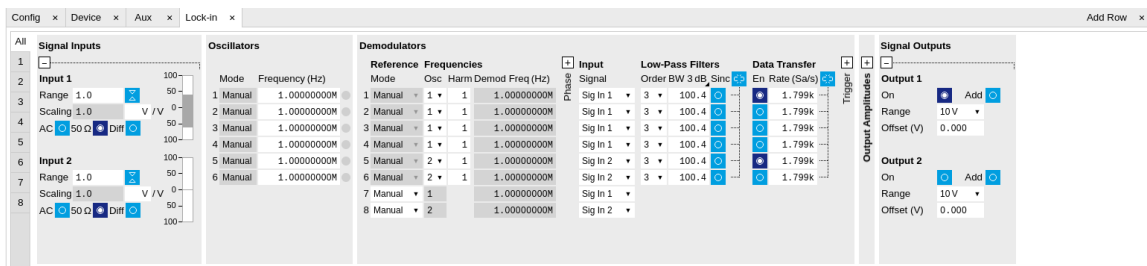 Config × Device × Aux × Lock-in × Add Row ×
All
1
2
3
4
5
6
7
8
Signal Inputs
Input 1
Range 1.0
Scaling 1.0 V / V
AC 50 Ω Diff
100
50
0
50
100
Input 2
Range 1.0
Scaling 1.0 V / V
AC 50 Ω Diff
100
50
0
50
100
Oscillators
Mode Frequency (Hz)
1 Manual 1.00000000M
2 Manual 1.00000000M
3 Manual 1.00000000M
4 Manual 1.00000000M
5 Manual 1.00000000M
6 Manual 1.00000000M
Demodulators
Reference Frequencies
Mode Osc Harm Demod Freq (Hz)
1 Manual 1 1 1.00000000M
2 Manual 1 1 1.00000000M
3 Manual 1 1 1.00000000M
4 Manual 1 1 1.00000000M
5 Manual 2 1 1.00000000M
6 Manual 2 1 1.00000000M
7 Manual 1 1.00000000M
8 Manual 2 1.00000000M
Phase
Input
Signal
Sig In 1
Sig In 1
Sig In 1
Sig In 1
Sig In 2
Sig In 2
Sig In 1
Sig In 2
Low-Pass Filters
Order BW 3 dB Sinc
3 100.4
3 100.4
3 100.4
3 100.4
3 100.4
3 100.4
Data Transfer
En Rate (Sa/s)
1.799k
1.799k
1.799k
1.799k
1.799k
1.799k
Trigger
Output Amplitudes
Signal Outputs
Output 1
On Add
Range 10 V
Offset (V) 0.000
Output 2
On Add
Range 10 V
Offset (V) 0.000